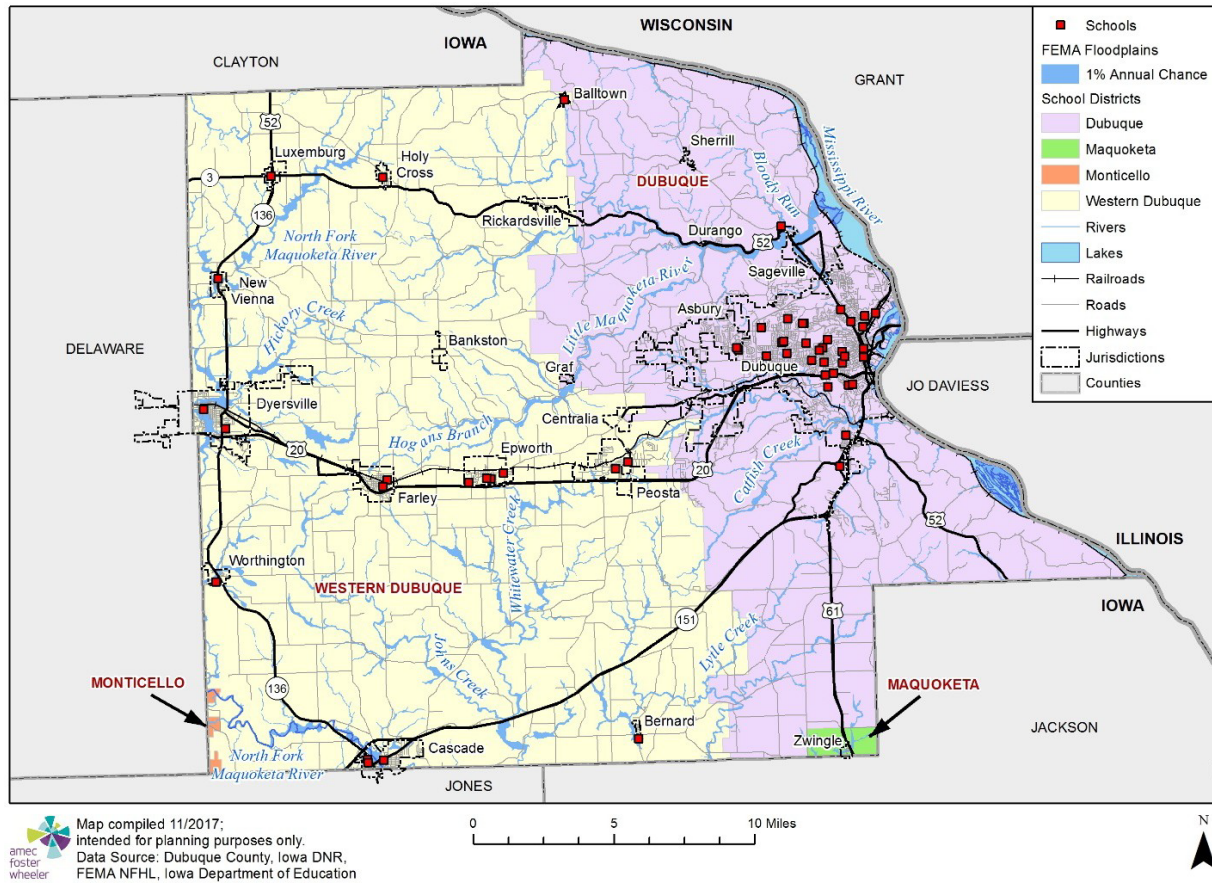 WISCONSIN
IOWA
CLAYTON
GRANT
52
Balltown
Luxemburg
Holy
Cross
3
Sherrill
DUBUQUE
Bloody Run
Mississippi River
136
Rickardsville
Durango
52
North Fork
Maquoketa River
Sageville
New
Vienna
Little Maquoketa River
Asbury
Hickory Creek
Bankston
DELAWARE
Graf
Dubuque
JO DAVIESS
Dyersville
Centralia
Hogans Branch
Epworth
20
20
Catfish Creek
Farley
Peosta
52
Whitewater Creek
ILLINOIS
Worthington
WESTERN DUBUQUE
IOWA
151
61
Lytle Creek
Johns Creek
MONTICELLO
136
MAQUOKETA
Bernard
JACKSON
Cascade
Zwingle
North Fork
Maquoketa River
JONES
Schools
FEMA Floodplains
1% Annual Chance
School Districts
Dubuque
Maquoketa
Monticello
Western Dubuque
Rivers
Lakes
Railroads
Roads
Highways
Jurisdictions
Counties
amec
foster
wheeler
Map compiled 11/2017;
intended for planning purposes only.
Data Source: Dubuque County, Iowa DNR,
FEMA NFHL, Iowa Department of Education
0 5 10 Miles
N